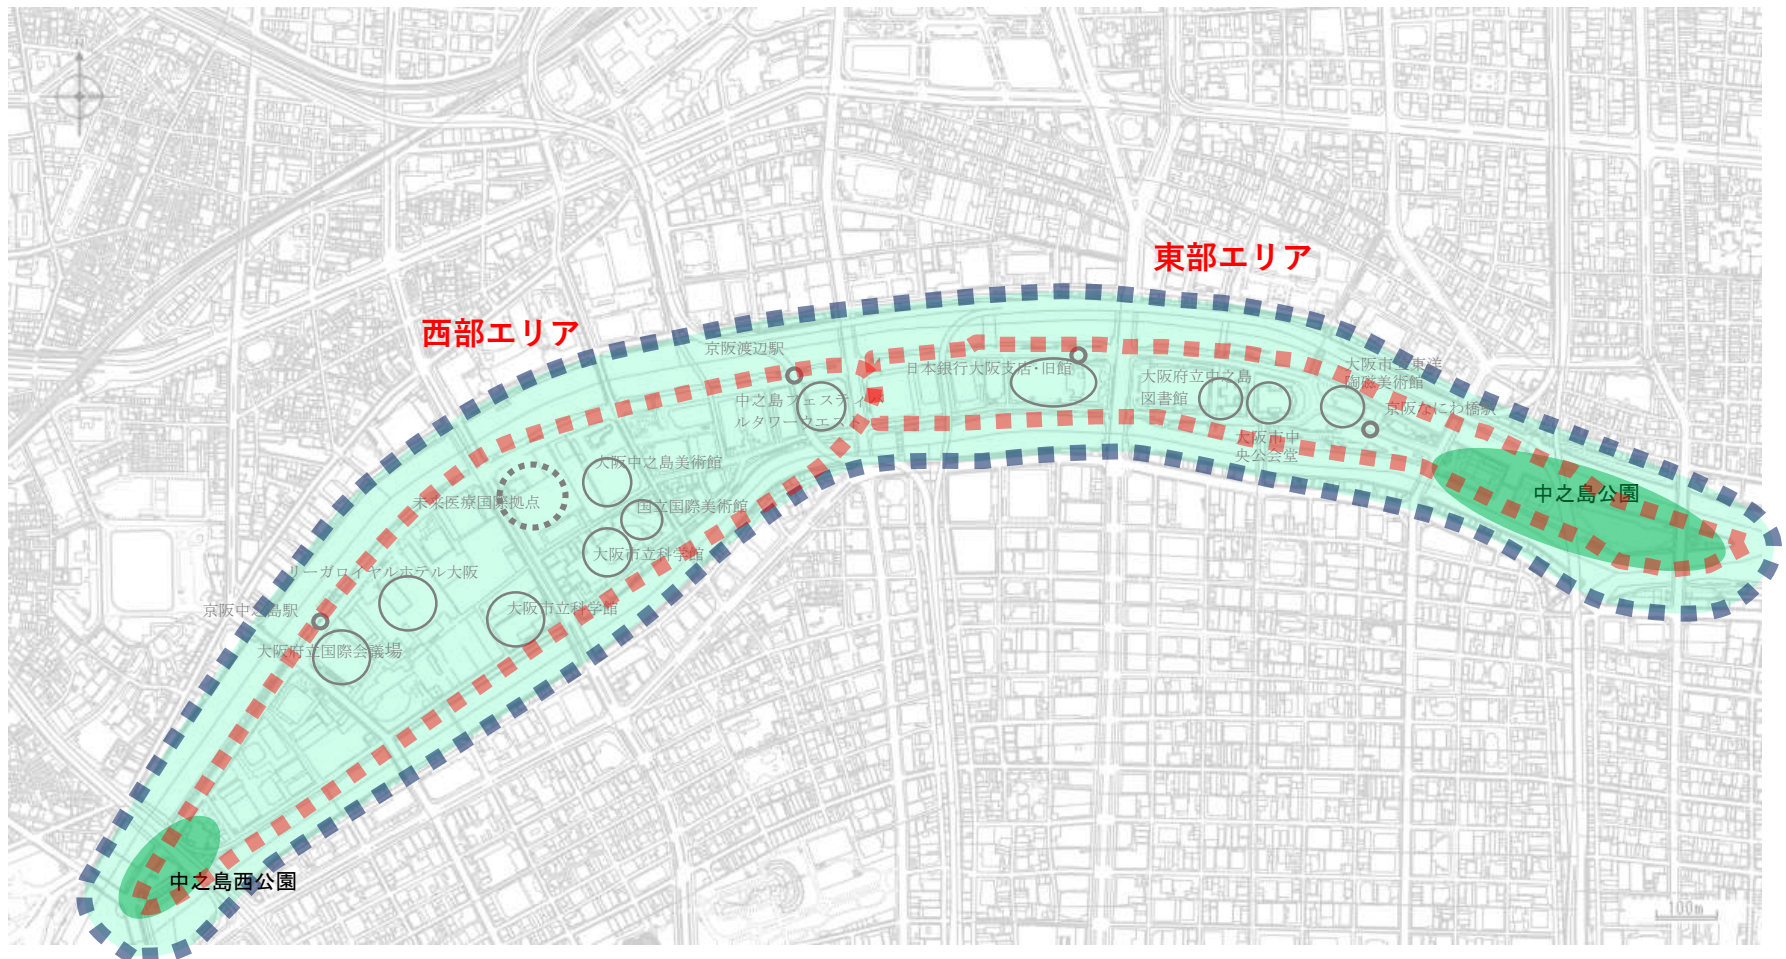 東部エリア
西部エリア
京阪渡辺駅
日本銀行大阪支店・旧館
大阪市立東洋
陶磁美術館
大阪府立中之島
図書館
中之島フェスティバ
ルタワーウエスト
京阪なにわ橋駅
大阪市中
央公会堂
大阪中之島美術館
中之島公園
未来医療国際拠点
国立国際美術館
大阪市立科学館
リーガロイヤルホテル大阪
京阪中之島駅
大阪市立科学館
大阪府立国際会議場
中之島西公園
100m